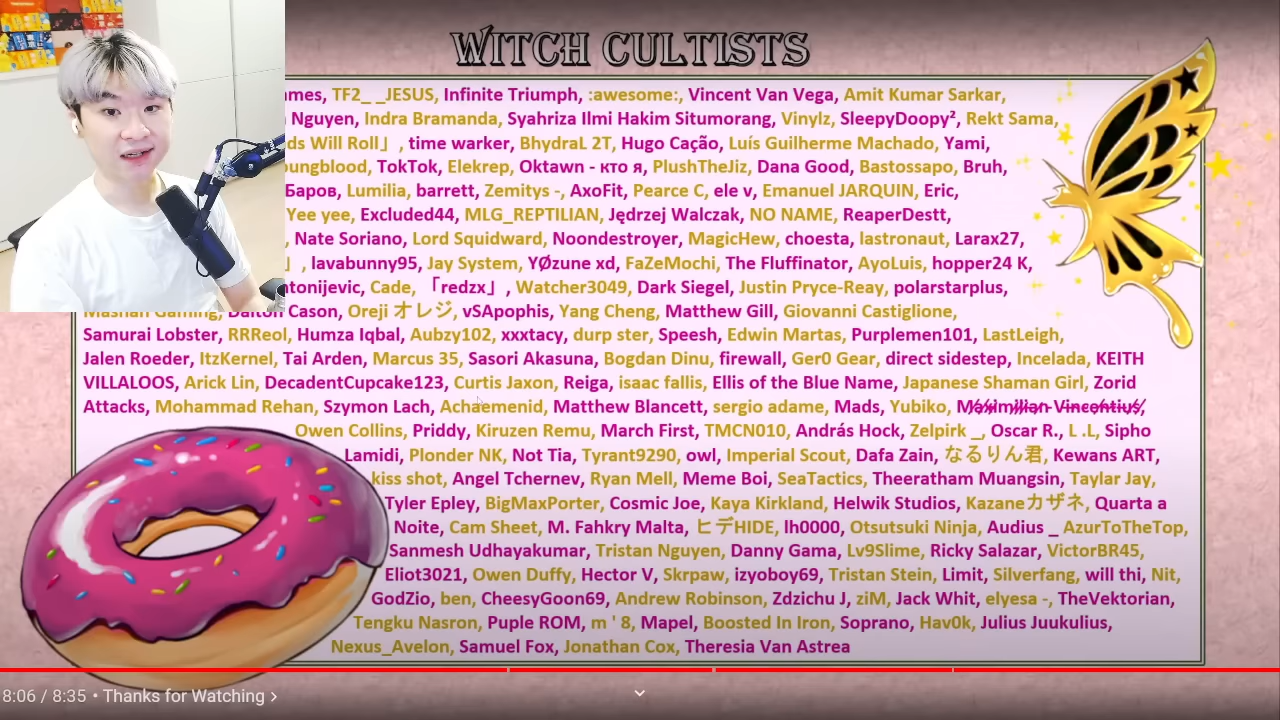 WITCH CULTISTS
TF2_ _JESUS, Infinite Triumph, :awesome:, Vincent Van Vega, Amit Kumar Sarkar,
Nguyen, Indra Bramanda, Syahriza Ilmi Hakim Situmorang, Vinylz, SleepyDoopy², Rekt Sama,
Will Roll」, time warker, BhydraL 2T, Hugo Cação, Luís Guilherme Machado, Yami,
TokTok, Elekrep, Oktawn - кто я, PlushTheJiz, Dana Good, Bastossapo, Bruh,
Баров, Lumilia, barrett, Zemitys -, AxoFit, Pearce C, ele v, Emanuel JARQUIN, Eric,
Yee yee, Excluded44, MLG_REPTILIAN, Jędrzej Walczak, NO NAME, ReaperDestt,
, Nate Soriano, Lord Squidward, Noondestroyer, MagicHew, choesta, lastronaut, Larax27,
」, lavabunny95, Jay System, YØzune xd, FaZeMochi, The Fluffinator, AyoLuis, hopper24 K,
Cade, 「redzx」, Watcher3049, Dark Siegel, Justin Pryce-Reay, polarstarplus,
Cason, Oreji オレジ, vSApophis, Yang Cheng, Matthew Gill, Giovanni Castiglione,
Samurai Lobster, RRReol, Humza Iqbal, Aubzy102, xxxtacy, durp ster, Speesh, Edwin Martas, Purplemen101, LastLeigh,
Jalen Roeder, ItzKernel, Tai Arden, Marcus 35, Sasori Akasuna, Bogdan Dinu, firewall, Ger0 Gear, direct sidestep, Incelada, KEITH
VILLALOOS, Arick Lin, DecadentCupcake123, Curtis Jaxon, Reiga, isaac fallis, Ellis of the Blue Name, Japanese Shaman Girl, Zorid
Attacks, Mohammad Rehan, Szymon Lach, Achaemenid, Matthew Blancett, sergio adame, Mads, Yubiko,
Owen Collins, Priddy, Kiruzen Remu, March First, TMCN010, András Hock, Zelpirk _, Oscar R., L .L, Sipho
Lamidi, Plonder NK, Not Tia, Tyrant9290, owl, Imperial Scout, Dafa Zain, なるりん君, Kewans ART,
kiss shot, Angel Tchernev, Ryan Mell, Meme Boi, SeaTactics, Theeratham Muangsin, Taylar Jay,
Tyler Epley, BigMaxPorter, Cosmic Joe, Kaya Kirkland, Helwik Studios, Kazaneカザネ, Quarta a
Noite, Cam Sheet, M. Fahkry Malta, ヒデHIDE, lh0000, Otsutsuki Ninja, Audius _ AzurToTheTop,
Sanmesh Udhayakumar, Tristan Nguyen, Danny Gama, Lv9Slime, Ricky Salazar, VictorBR45,
Eliot3021, Owen Duffy, Hector V, Skrpaw, izyoboy69, Tristan Stein, Limit, Silverfang, will thi, Nit,
GodZio, ben, CheesyGoon69, Andrew Robinson, Zdzichu J, ziM, Jack Whit, elyesa -, TheVektorian,
Tengku Nasron, Puple ROM, m ' 8, Mapel, Boosted In Iron, Soprano, Hav0k, Julius Juukulius,
Nexus_Avelon, Samuel Fox, Jonathan Cox, Theresia Van Astrea
8:06 / 8:35 • Thanks for Watching >